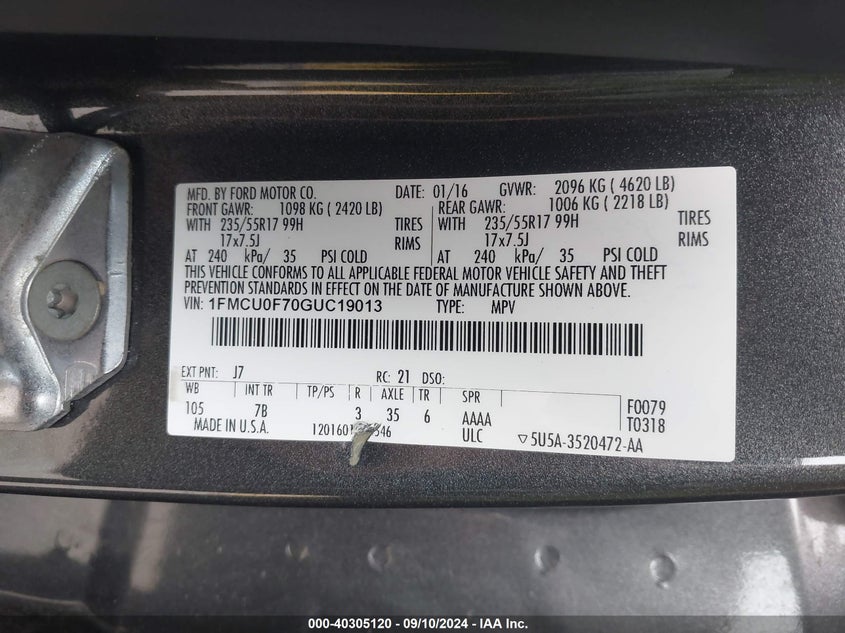 MFD. BY FORD MOTOR CO. DATE: 01/16 GVWR: 2096 KG ( 4620 LB)
FRONT GAWR: 1098 KG ( 2420 LB) REAR GAWR: 1006 KG ( 2218 LB)
WITH 235/55R17 99H TIRES WITH 235/55R17 99H TIRES
17x7.5J RIMS 17x7.5J RIMS
AT 240 kPa/ 35 PSI COLD AT 240 kPa/ 35 PSI COLD
THIS VEHICLE CONFORMS TO ALL APPLICABLE FEDERAL MOTOR VEHICLE SAFETY AND THEFT
PREVENTION STANDARDS IN EFFECT ON THE DATE OF MANUFACTURE SHOWN ABOVE.
VIN: 1FMCU0F70GUC19013 TYPE: MPV
EXT PNT: J7 RC: 21 DSO:
WB INT TR TP/PS R AXLE TR SPR
105 7B 3 35 6 AAAA F0079
MADE IN U.S.A. ULC T0318
▽5U5A-3520472-AA
000-40305120 - 09/10/2024 - IAA Inc.